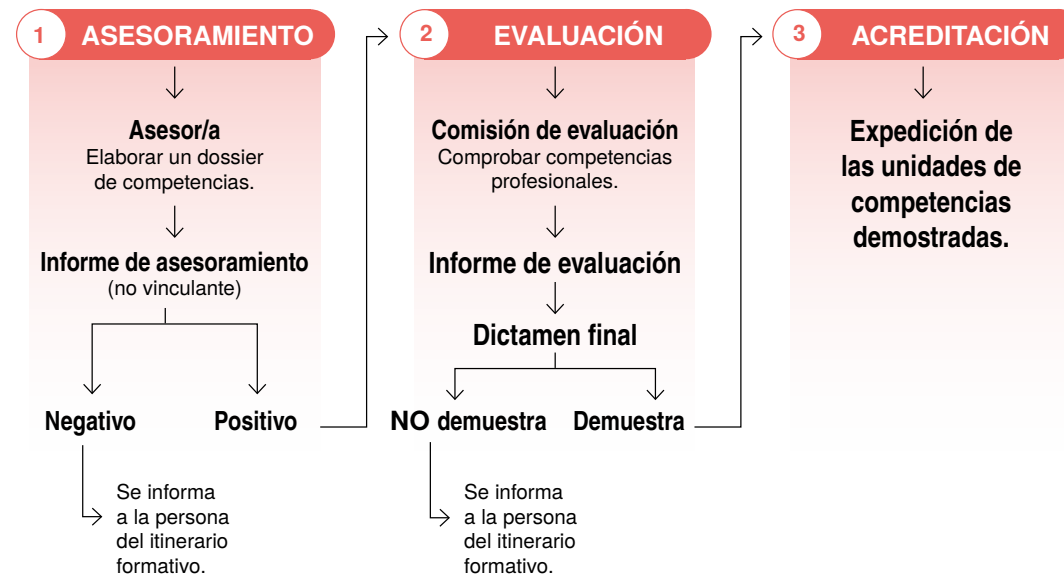 1 ASESORAMIENTO
Asesor/a
Elaborar un dossier
de competencias.
Informe de asesoramiento
(no vinculante)
Negativo
Positivo
Se informa
a la persona
del itinerario
formativo.
2 EVALUACIÓN
Comisión de evaluación
Comprobar competencias
profesionales.
Informe de evaluación
Dictamen final
NO demuestra
Demuestra
Se informa
a la persona
del itinerario
formativo.
3 ACREDITACIÓN
Expedición de
las unidades de
competencias
demostradas.